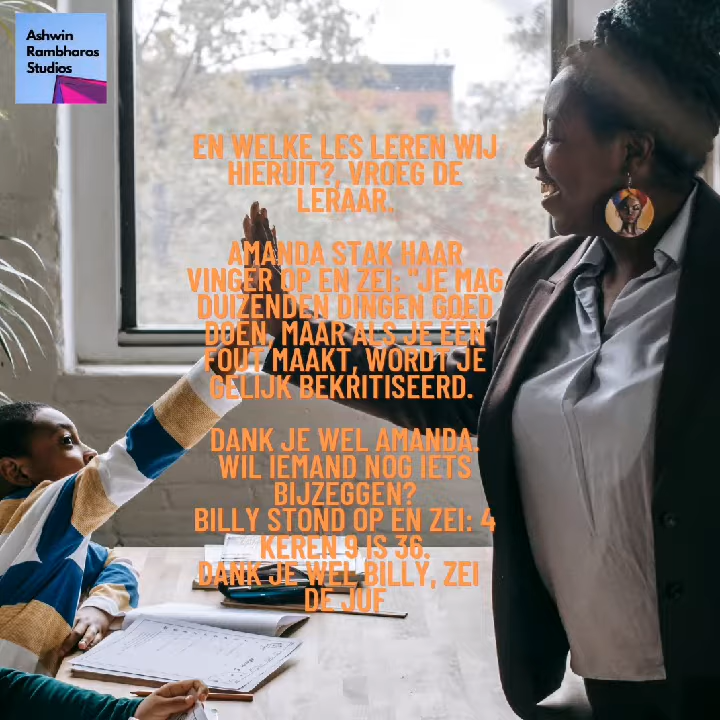 Ashwin
Rambharos
Studios
EN WELKE LES LEREN WIJ
HIERUIT?, VROEG DE
LERAAR.
AMANDA STAK HAAR
VINGER OP EN ZEI: "JE MAG
DUIZENDEN DINGEN GOED
DOEN, MAAR ALS JE ÉÉN
FOUT MAAKT, WORDT JE
GELIJK BEKRITISEERD.
DANK JE WEL AMANDA.
WIL IEMAND NOG IETS
BIJZEGGEN?
BILLY STOND OP EN ZEI: 4
KEREN 9 IS 36.
DANK JE WEL BILLY, ZEI
DE JUF